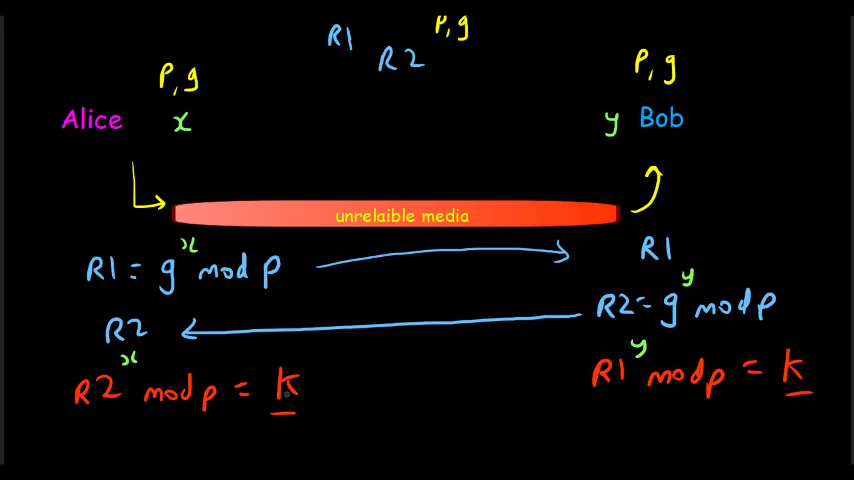 R1 R2 P, g
P, g P, g
Alice x y Bob
unrelaible media
R1 = g^x mod p R1
R2 R2 = g^y mod p
R2^x mod p = k R1^y mod p = k